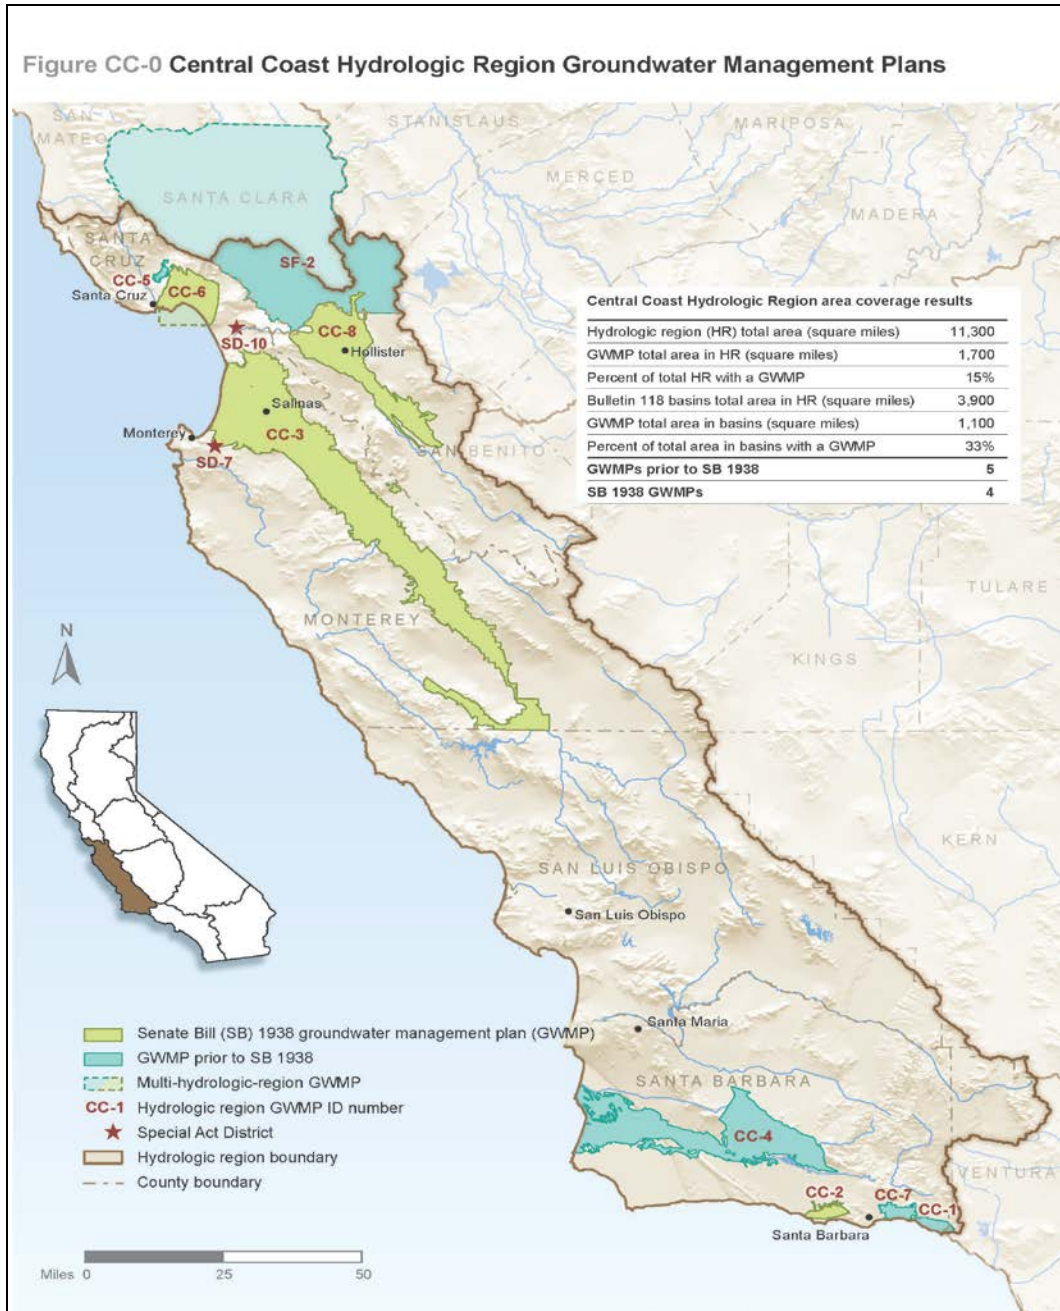 Figure CC-0 Central Coast Hydrologic Region Groundwater Management Plans
SAN
MATEO
STANISLAUS
MARIPOSA
MERCED
SANTA CLARA
MADERA
SANTA
CRUZ
SF-2
CC-5
CC-6
Santa Cruz
CC-8
SD-10
Hollister
Central Coast Hydrologic Region area coverage results
Hydrologic region (HR) total area (square miles) 11,300
GWMP total area in HR (square miles) 1,700
Percent of total HR with a GWMP 15%
Bulletin 118 basins total area in HR (square miles) 3,900
GWMP total area in basins (square miles) 1,100
Percent of total area in basins with a GWMP 33%
GWMPs prior to SB 1938 5
SB 1938 GWMPs 4
Salinas
Monterey
CC-3
SD-7
SAN BENITO
TULARE
MONTEREY
N
KINGS
KERN
SAN LUIS OBISPO
San Luis Obispo
Santa Maria
SANTA BARBARA
CC-4
VENTURA
CC-2
CC-7
CC-1
Santa Barbara
Senate Bill (SB) 1938 groundwater management plan (GWMP)
GWMP prior to SB 1938
Multi-hydrologic-region GWMP
CC-1 Hydrologic region GWMP ID number
Special Act District
Hydrologic region boundary
County boundary
Miles 0 25 50